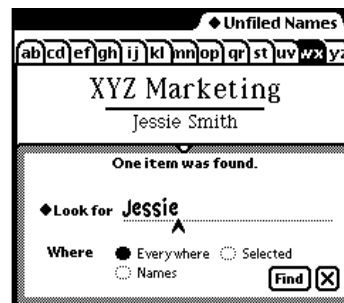 ◆Unfiled Names
ab cd ef gh ij kl mn op qr st uv wx yz
XYZ Marketing
Jessie Smith
One item was found.
◆Look for Jessie
Where Everywhere Selected
Names
Find X